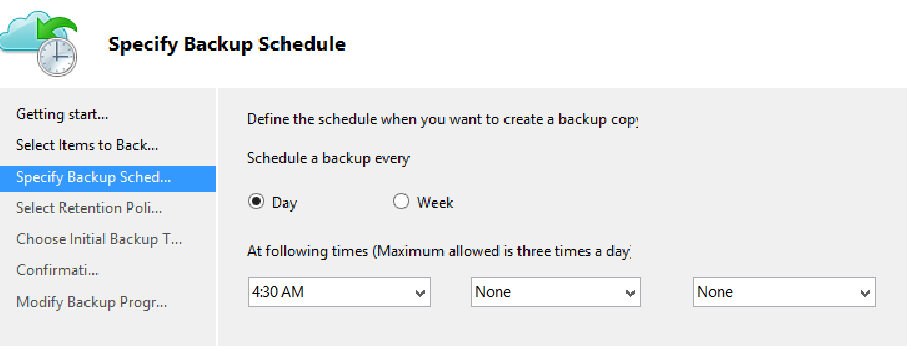 Specify Backup Schedule
Getting start...
Select Items to Back...
Specify Backup Sched...
Select Retention Poli...
Choose Initial Backup T...
Confirmati...
Modify Backup Progr...
Define the schedule when you want to create a backup copy
Schedule a backup every
Day Week
At following times (Maximum allowed is three times a day)
4:30 AM None None